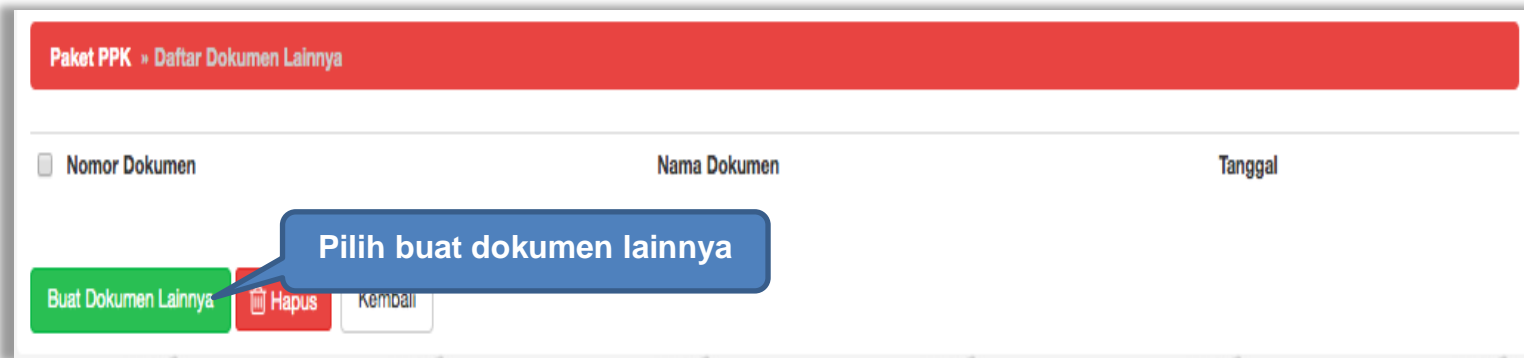 Paket PPK » Daftar Dokumen Lainnya
Nomor Dokumen Nama Dokumen Tanggal
Pilih buat dokumen lainnya
Buat Dokumen Lainnya Hapus Kembali